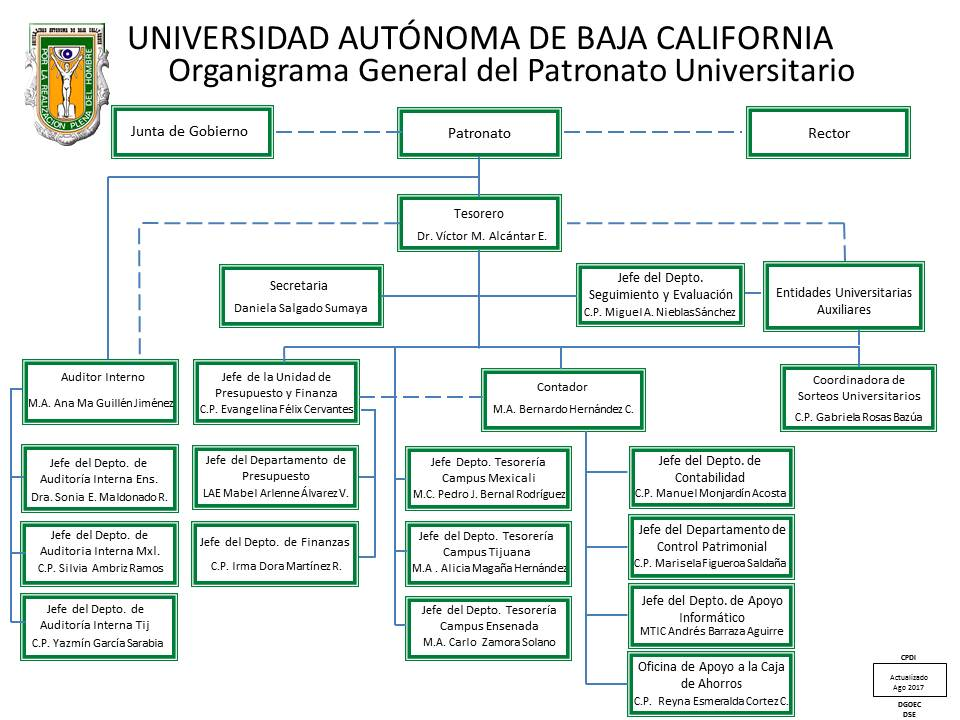 UNIVERSIDAD AUTÓNOMA DE BAJA CALIFORNIA
Organigrama General del Patronato Universitario
POR LA REALIZACIÓN PLENA DEL HOMBRE
Junta de Gobierno
Patronato
Rector
Tesorero
Dr. Víctor M. Alcántar E.
Secretaria
Daniela Salgado Sumaya
Jefe del Depto.
Seguimiento y Evaluación
C.P. Miguel A. Nieblas Sánchez
Entidades Universitarias
Auxiliares
Auditor Interno
M.A. Ana Ma Guillén Jiménez
Jefe de la Unidad de
Presupuesto y Finanza
C.P. Evangelina Félix Cervantes
Contador
M.A. Bernardo Hernández C.
Coordinadora de
Sorteos Universitarios
C.P. Gabriela Rosas Bazúa
Jefe del Depto. de
Auditoría Interna Ens.
Dra. Sonia E. Maldonado R.
Jefe del Departamento de
Presupuesto
LAE Mabel Arlenne Álvarez V.
Jefe Depto. Tesorería
Campus Mexicali
M.C. Pedro J. Bernal Rodríguez
Jefe del Depto. de
Contabilidad
C.P. Manuel Monjardín Acosta
Jefe del Depto. de
Auditoria Interna Mxl.
C.P. Silvia Ambriz Ramos
Jefe del Depto. de Finanzas
C.P. Irma Dora Martínez R.
Jefe del Depto. Tesorería
Campus Tijuana
M.A . Alicia Magaña Hernández
Jefe del Departamento de
Control Patrimonial
C.P. Marisela Figueroa Saldaña
Jefe del Depto. de
Auditoría Interna Tij
C.P. Yazmín García Sarabia
Jefe del Depto. Tesorería
Campus Ensenada
M.A. Carlo Zamora Solano
Jefe del Depto. de Apoyo
Informático
MTIC Andrés Barraza Aguirre
Oficina de Apoyo a la Caja
de Ahorros
C.P. Reyna Esmeralda Cortez C.
CPDI
Actualizado
Ago 2017
DGOEC
DSE